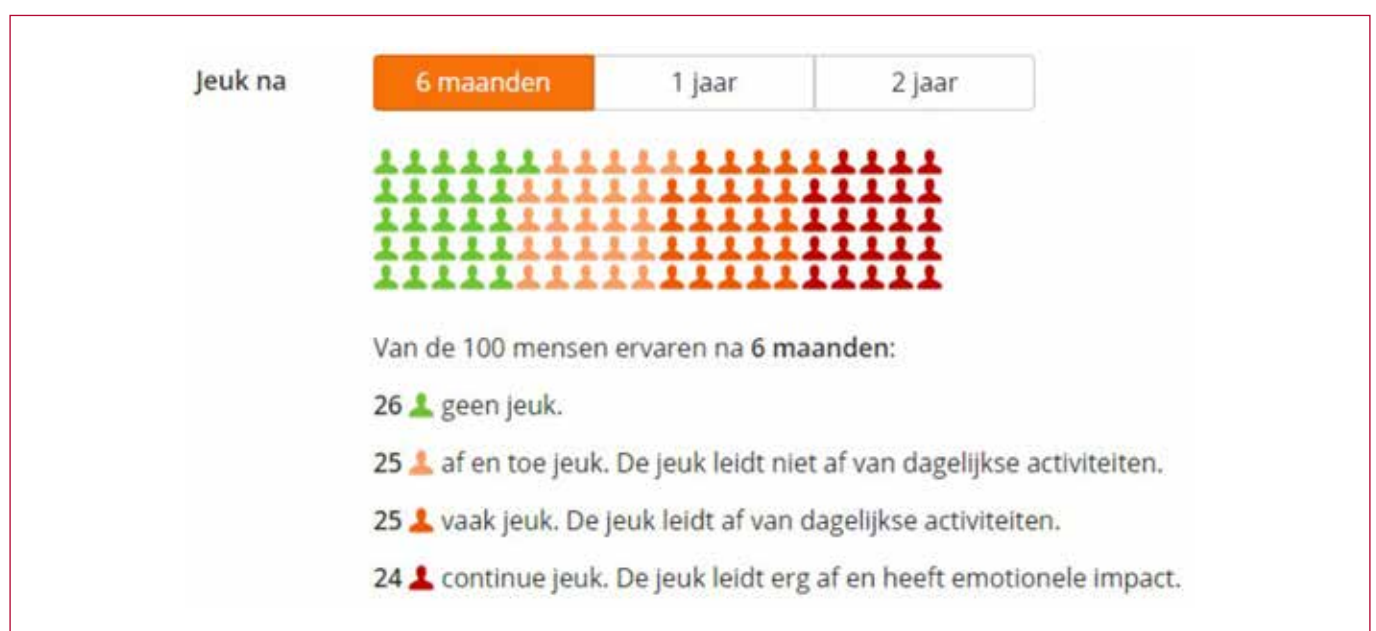 Jeuk na 6 maanden 1 jaar 2 jaar
Van de 100 mensen ervaren na 6 maanden:
26 geen jeuk.
25 af en toe jeuk. De jeuk leidt niet af van dagelijkse activiteiten.
25 vaak jeuk. De jeuk leidt af van dagelijkse activiteiten.
24 continue jeuk. De jeuk leidt erg af en heeft emotionele impact.